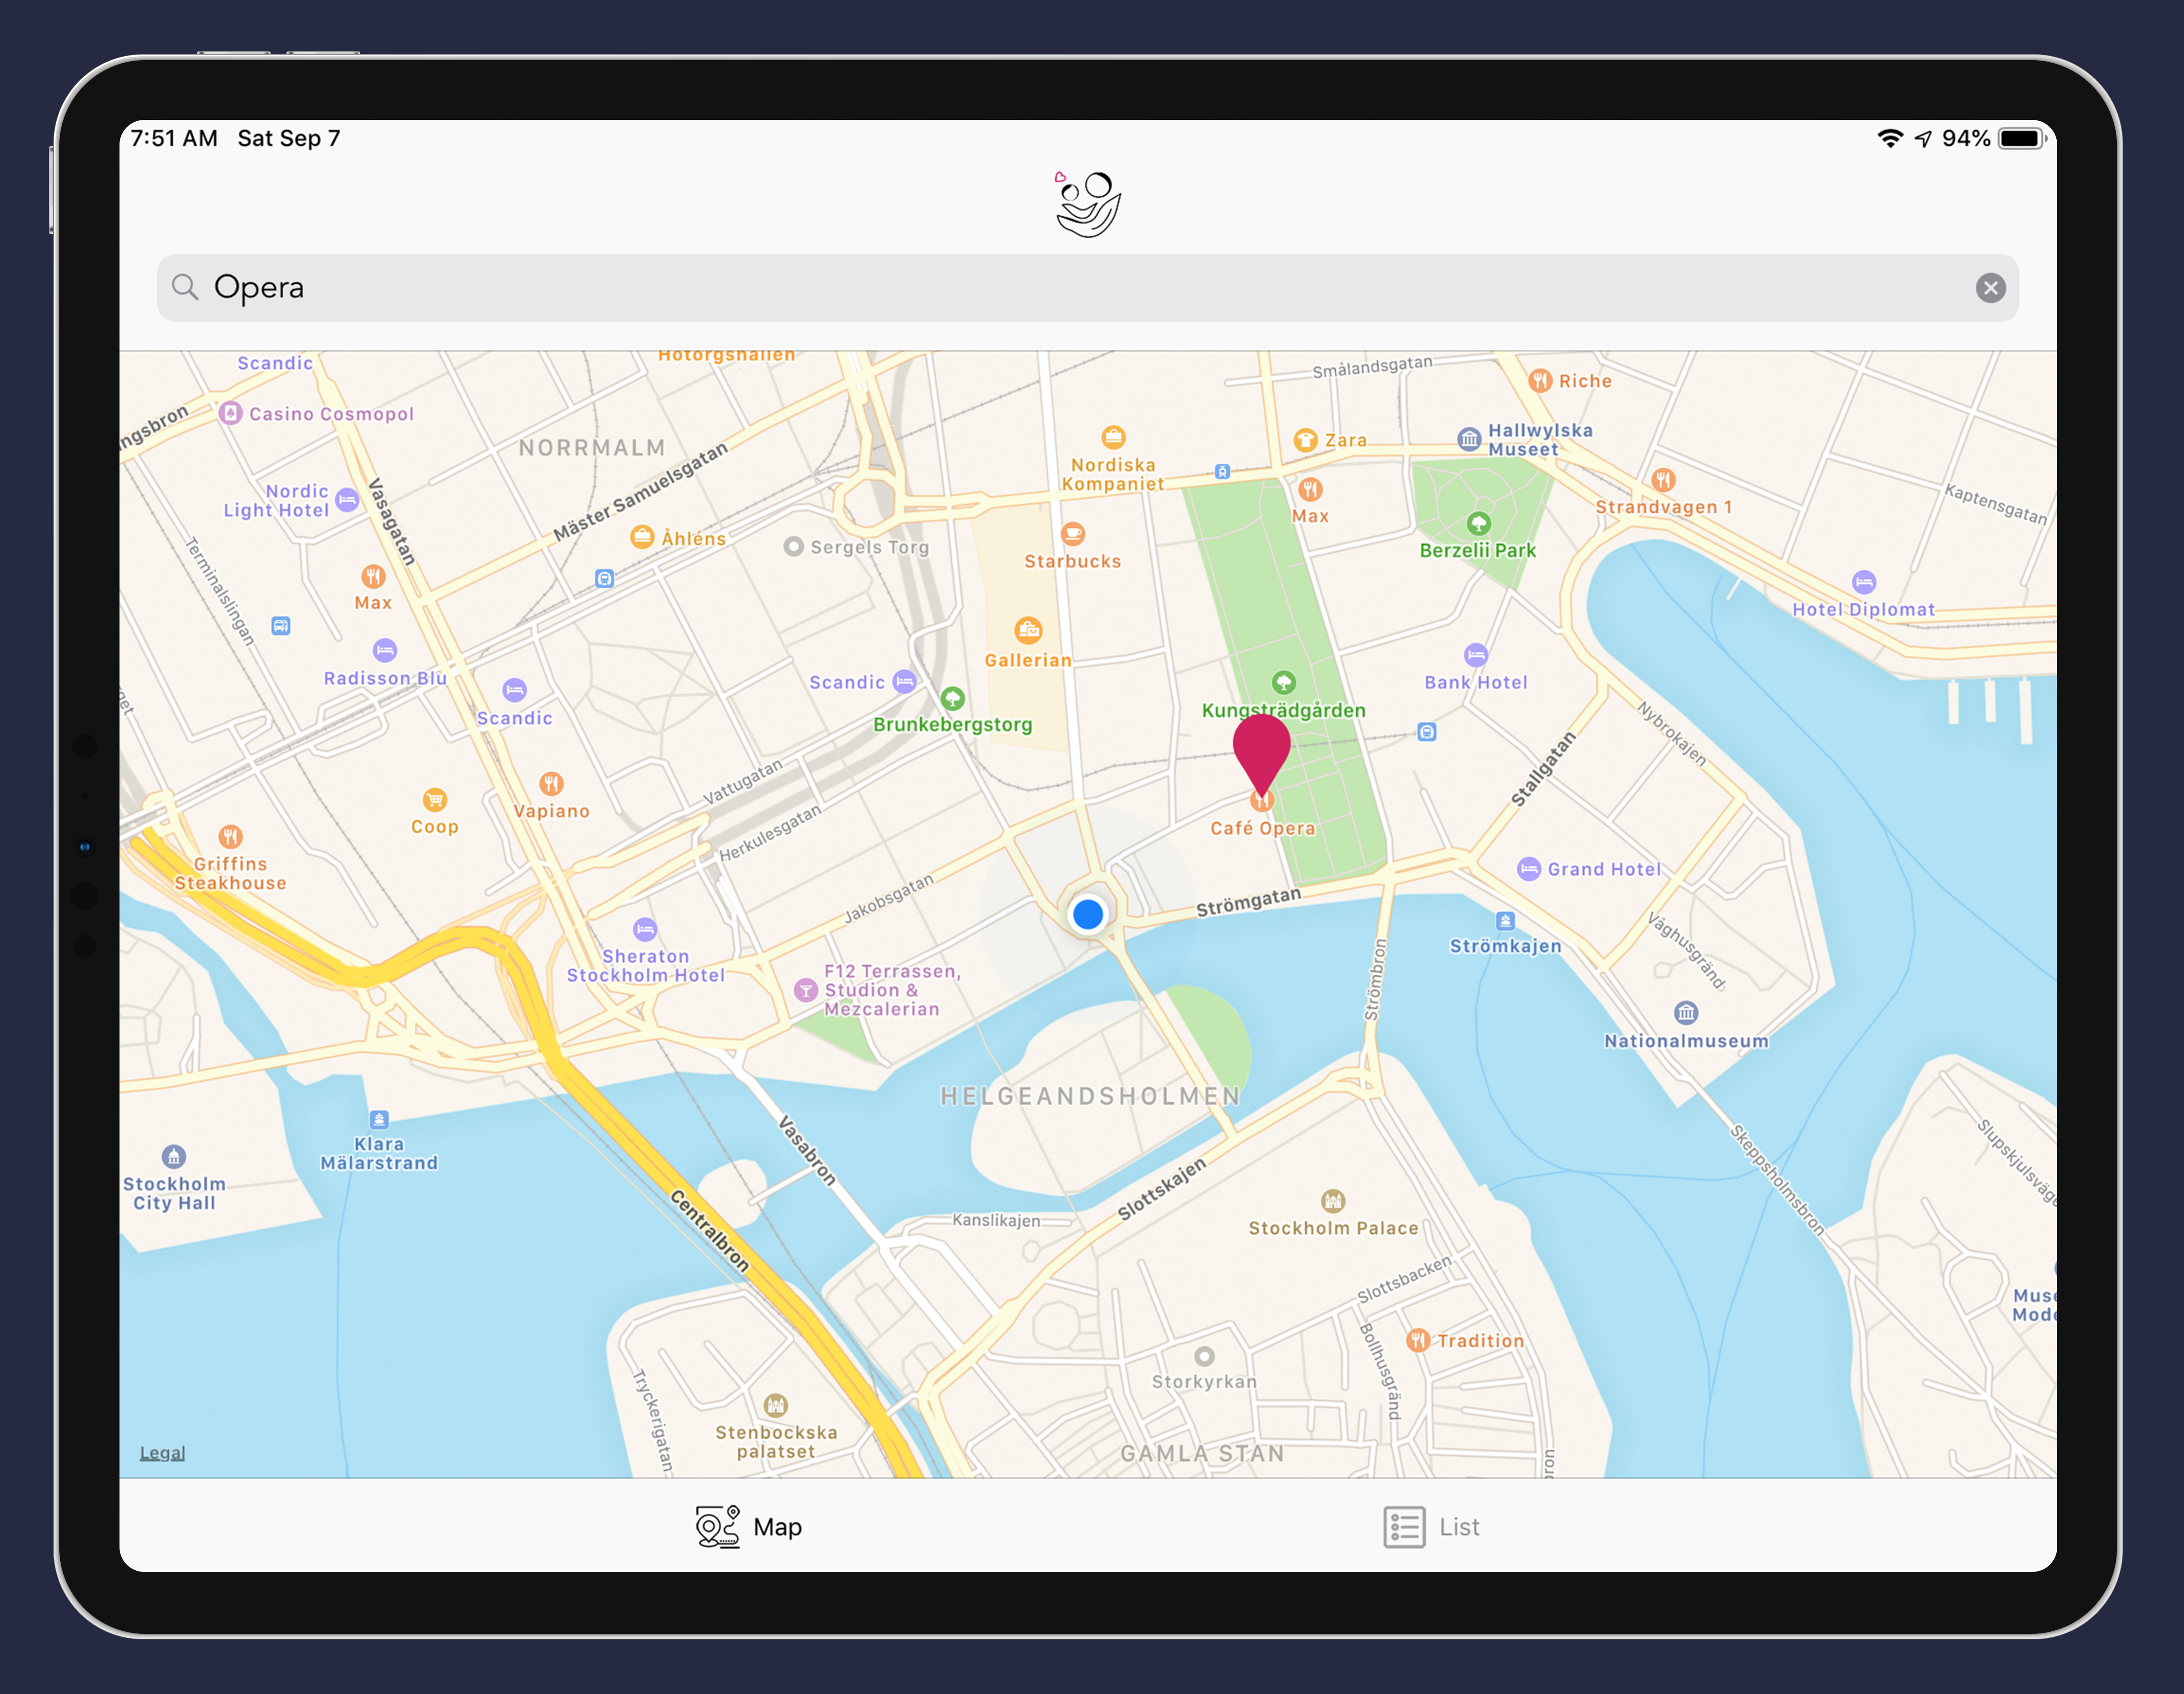 7:51 AM Sat Sep 7
94%
Opera
Scandic
Hötorgshallen
Smålandsgatan
Riche
ngsbron
Casino Cosmopol
NORRMALM
Mäster Samuelsgatan
Nordiska
Kompaniet
Zara
Hallwylska
Museet
Nordic
Light Hotel
Vasagatan
Åhléns
Sergels Torg
Starbucks
Max
Berzelii Park
Strandvagen 1
Kaptensgatan
Terminalslingan
Max
Radisson Blu
Scandic
Scandic
Gallerian
Brunkebergstorg
Kungsträdgården
Bank Hotel
Hotel Diplomat
Nybrokajen
Stallgatan
Vattugatan
Herkulesgatan
Coop
Vapiano
Café Opera
Griffins
Steakhouse
Jakobsgatan
Strömgatan
Grand Hotel
Sheraton
Stockholm Hotel
F12 Terrassen,
Studion &
Mezcalerian
Strömbron
Strömkajen
Våghusgränd
Nationalmuseum
HELGEANDSHOLMEN
Klara
Mälarstrand
Stockholm
City Hall
Vasabron
Centralbron
Slottskajen
Kanslikajen
Stockholm Palace
Skeppsholmsbron
Slupskjulsväge
Slottsbacken
Muse
Mode
Bollhusgränd
Tradition
Storkyrkan
Tryckerigatan
Stenbockska
palatset
GAMLA STAN
bron
Legal
Map
List